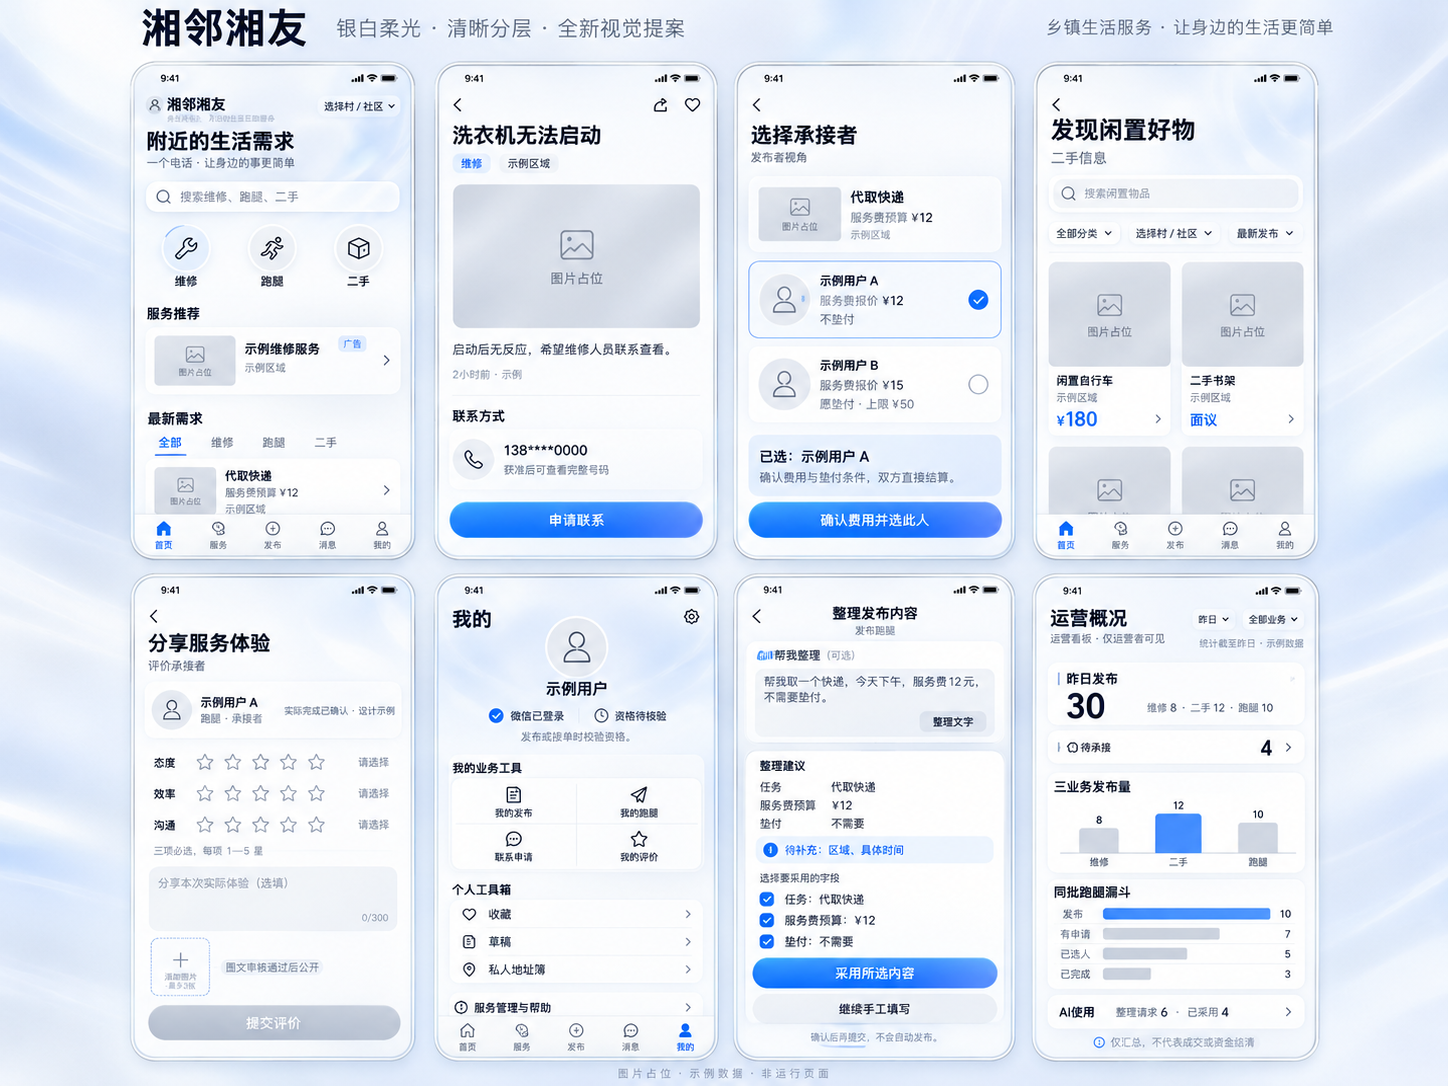 湘邻湘友
银白柔光 · 清晰分层 · 全新视觉提案
乡镇生活服务 · 让身边的生活更简单
9:41
湘邻湘友
选择村 / 社区
附近的生活需求
一个电话 · 让身边的事更简单
搜索维修、跑腿、二手
维修
跑腿
二手
服务推荐
图片占位
示例维修服务
广告
示例区域
最新需求
全部
维修
跑腿
二手
图片占位
代取快递
服务费预算 ¥12
示例区域
首页
服务
发布
消息
我的
9:41
洗衣机无法启动
维修
示例区域
图片占位
启动后无反应，希望维修人员联系查看。
2小时前 · 示例
联系方式
138****0000
获准后可查看完整号码
申请联系
9:41
选择承接者
发布者视角
图片占位
代取快递
服务费预算 ¥12
示例区域
示例用户 A
服务费报价 ¥12
不垫付
示例用户 B
服务费报价 ¥15
愿垫付 · 上限 ¥50
已选：示例用户 A
确认费用与垫付条件，双方直接结算。
确认费用并选此人
9:41
发现闲置好物
二手信息
搜索闲置物品
全部分类
选择村 / 社区
最新发布
图片占位
闲置自行车
示例区域
¥180
图片占位
二手书架
示例区域
面议
首页
服务
发布
消息
我的
9:41
分享服务体验
评价承接者
示例用户 A
跑腿 · 承接者
实际完成已确认 · 设计示例
态度
请选择
效率
请选择
沟通
请选择
三项必选，每项 1—5 星
分享本次实际体验（选填）
0/300
图文审核通过后公开
提交评价
9:41
我的
示例用户
微信已登录
资格待校验
发布或接单时校验资格。
我的业务工具
我的发布
我的跑腿
联系申请
我的评价
个人工具箱
收藏
草稿
私人地址簿
服务管理与帮助
首页
服务
发布
消息
我的
9:41
整理发布内容
发布跑腿
帮我整理（可选）
帮我取一个快递，今天下午，服务费12元，
不需要垫付。
整理文字
整理建议
任务 代取快递
服务费预算 ¥12
垫付 不需要
待补充：区域、具体时间
选择要采用的字段
任务：代取快递
服务费预算：¥12
垫付：不需要
采用所选内容
继续手工填写
确认后再提交，不会自动发布。
9:41
运营概况
昨日
全部业务
运营看板 · 仅运营者可见
统计截至昨日 · 示例数据
昨日发布
30
维修 8 · 二手 12 · 跑腿 10
待承接
4
三业务发布量
8
12
10
维修
二手
跑腿
同批跑腿漏斗
发布 10
有申请 7
已选人 5
已完成 3
AI使用
整理请求 6 · 已采用 4
仅汇总，不代表成交或资金结清
图片占位 · 示例数据 · 非运行页面